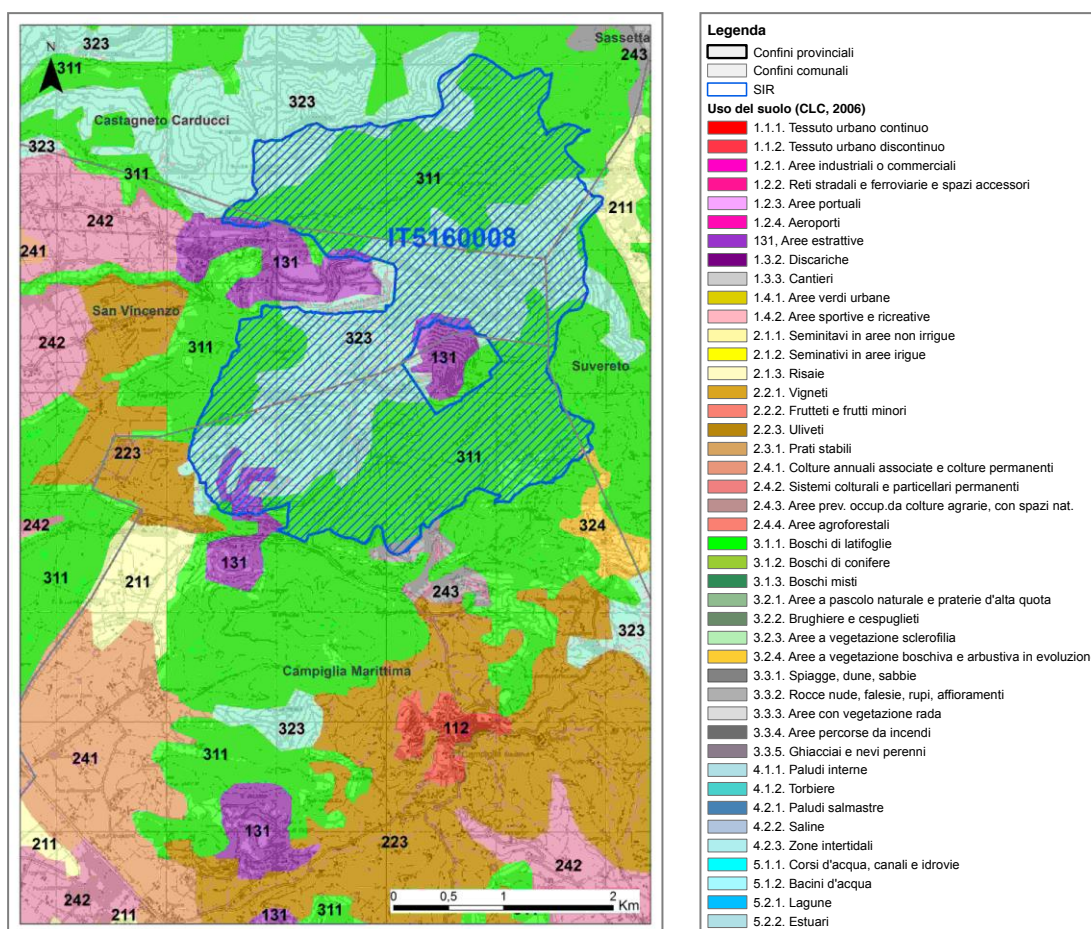 323
Sassetta
N
311
243
323
Castagneto Carducci
323
311
311
211
242
IT5160008
241
131
San Vincenzo
323
311
131
242
Suvereto
311
223
324
242
131
311
211
243
323
Campiglia Marittima
323
112
311
241
131
223
211
242
242
211
131
311
0 0,5 1 2
Km
Legenda
Confini provinciali
Confini comunali
SIR
Uso del suolo (CLC, 2006)
1.1.1. Tessuto urbano continuo
1.1.2. Tessuto urbano discontinuo
1.2.1. Aree industriali o commerciali
1.2.2. Reti stradali e ferroviarie e spazi accessori
1.2.3. Aree portuali
1.2.4. Aeroporti
131, Aree estrattive
1.3.2. Discariche
1.3.3. Cantieri
1.4.1. Aree verdi urbane
1.4.2. Aree sportive e ricreative
2.1.1. Seminitavi in aree non irrigue
2.1.2. Seminativi in aree irigue
2.1.3. Risaie
2.2.1. Vigneti
2.2.2. Frutteti e frutti minori
2.2.3. Uliveti
2.3.1. Prati stabili
2.4.1. Colture annuali associate e colture permanenti
2.4.2. Sistemi colturali e particellari permanenti
2.4.3. Aree prev. occup.da colture agrarie, con spazi nat.
2.4.4. Aree agroforestali
3.1.1. Boschi di latifoglie
3.1.2. Boschi di conifere
3.1.3. Boschi misti
3.2.1. Aree a pascolo naturale e praterie d'alta quota
3.2.2. Brughiere e cespuglieti
3.2.3. Aree a vegetazione sclerofilia
3.2.4. Aree a vegetazione boschiva e arbustiva in evoluzion
3.3.1. Spiagge, dune, sabbie
3.3.2. Rocce nude, falesie, rupi, affioramenti
3.3.3. Aree con vegetazione rada
3.3.4. Aree percorse da incendi
3.3.5. Ghiacciai e nevi perenni
4.1.1. Paludi interne
4.1.2. Torbiere
4.2.1. Paludi salmastre
4.2.2. Saline
4.2.3. Zone intertidali
5.1.1. Corsi d'acqua, canali e idrovie
5.1.2. Bacini d'acqua
5.2.1. Lagune
5.2.2. Estuari